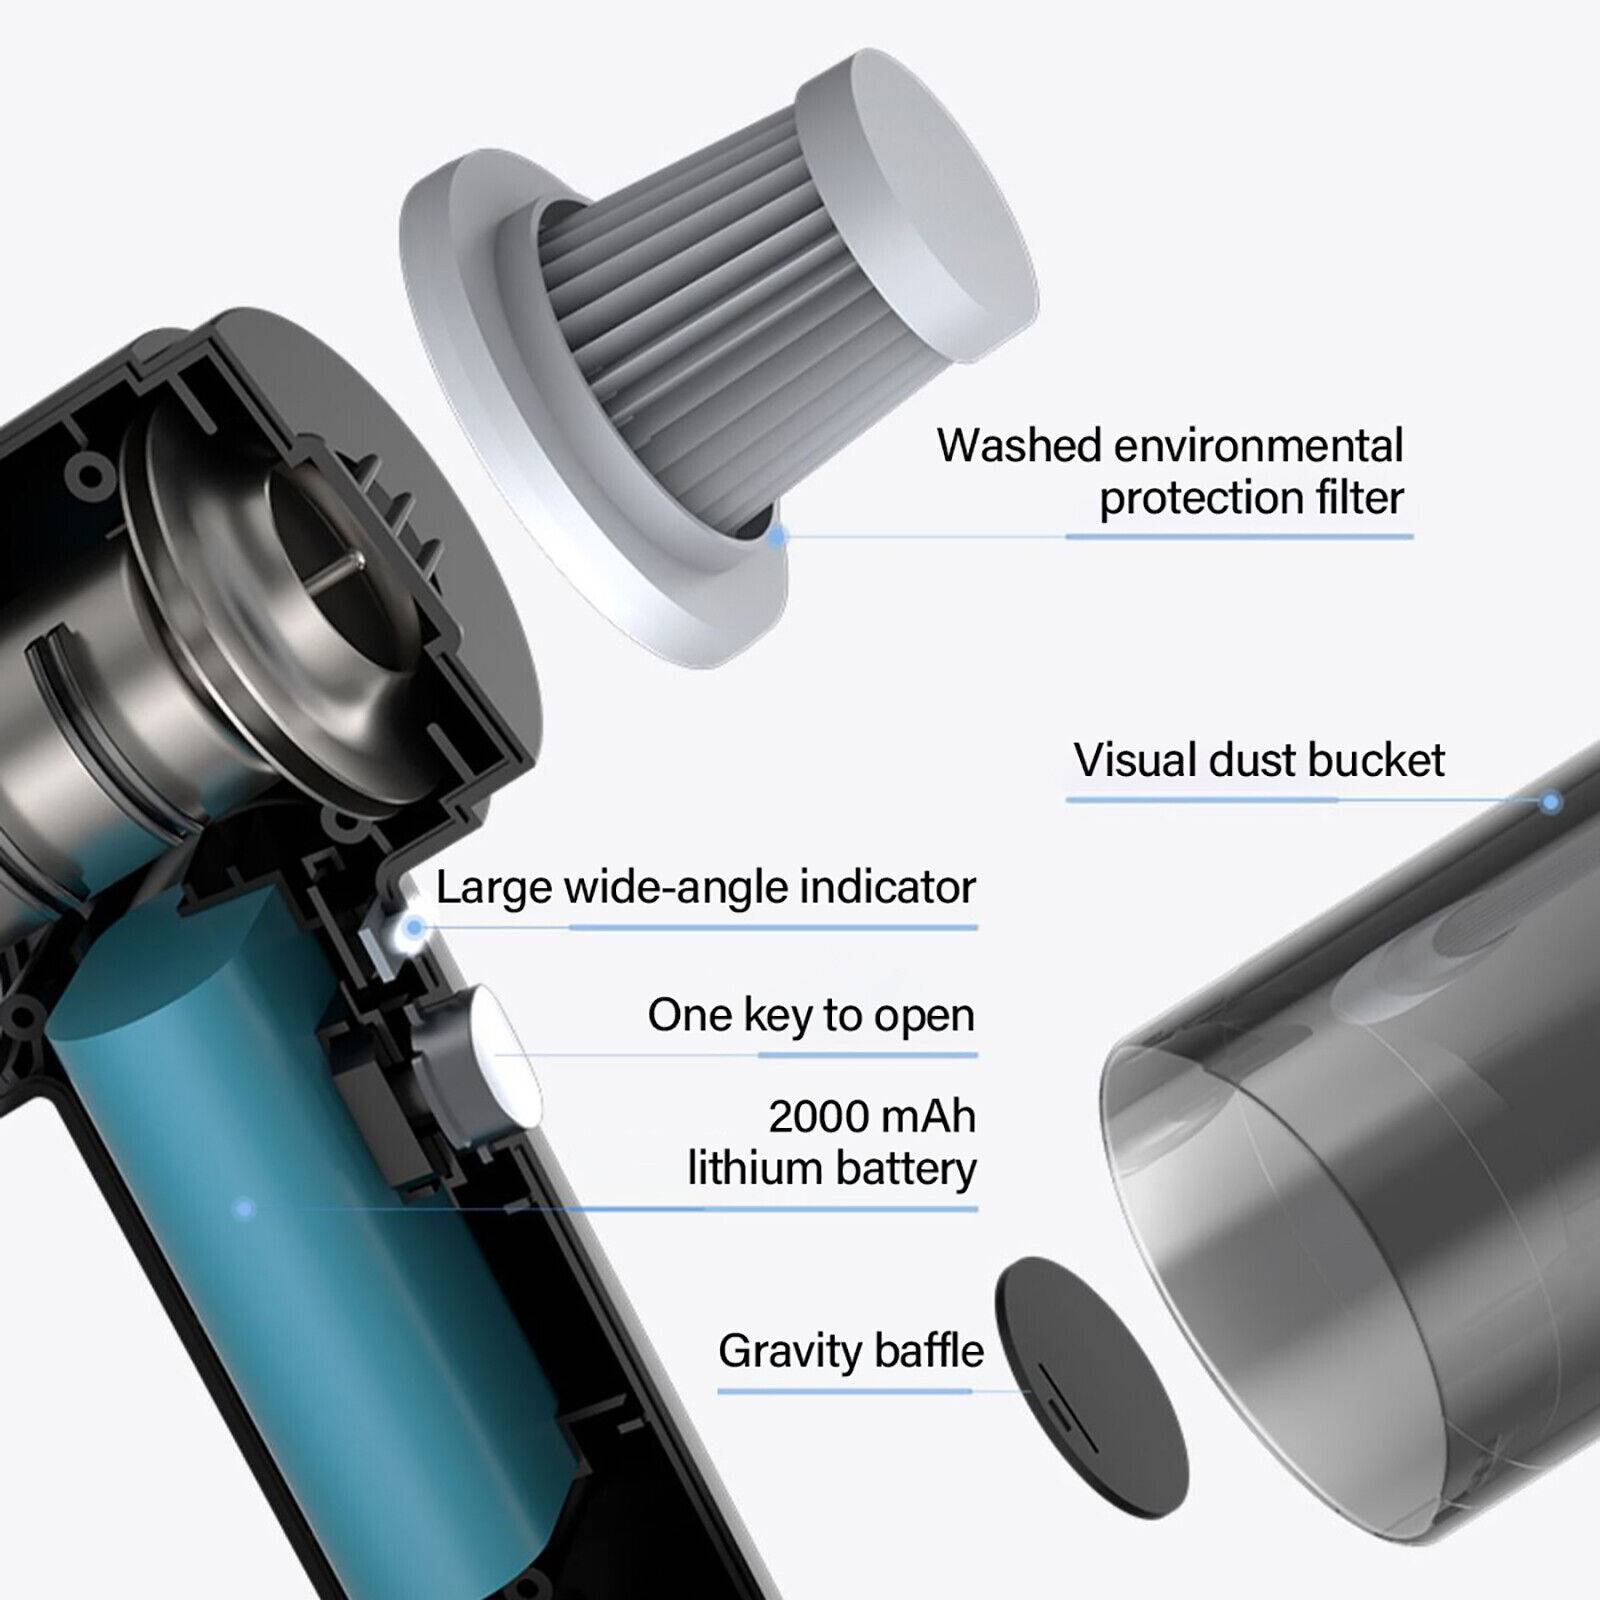 Washed environmental
protection filter
Visual dust bucket
Large wide-angle indicator
One key to open
2000 mAh
lithium battery
Gravity baffle